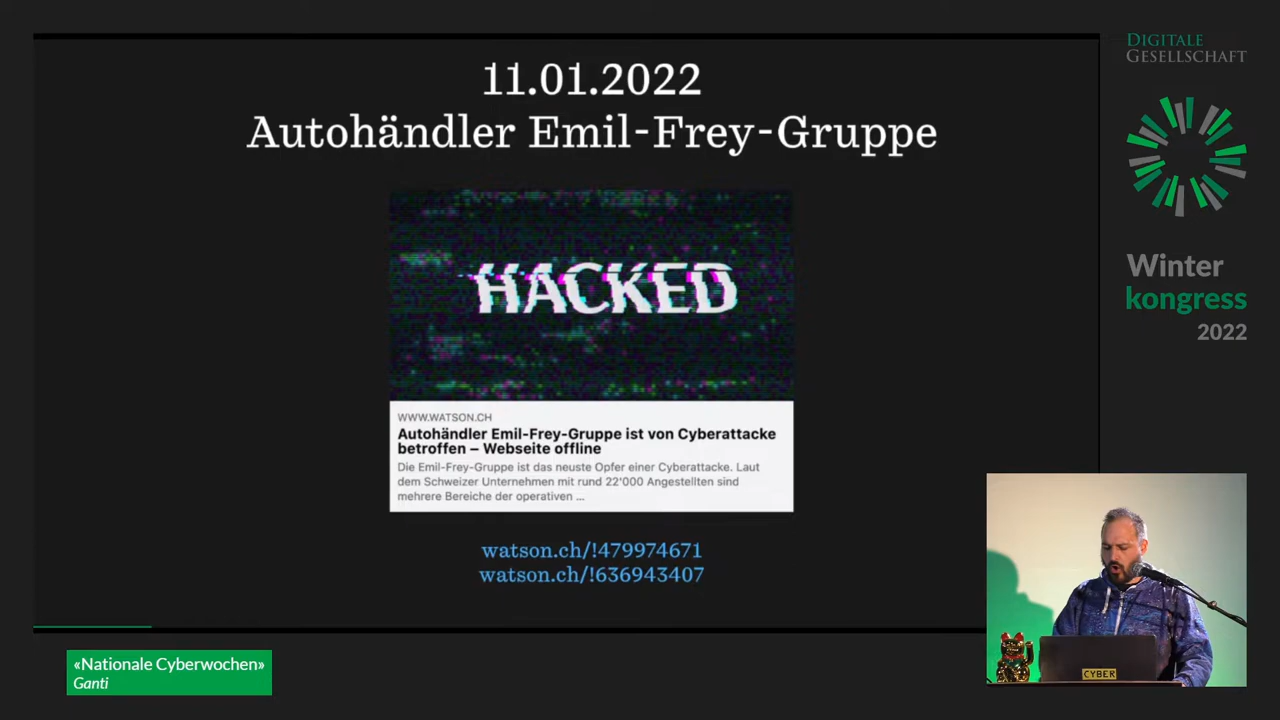 11.01.2022
Autohändler Emil-Frey-Gruppe
HACKED
WWW.WATSON.CH
Autohändler Emil-Frey-Gruppe ist von Cyberattacke
betroffen – Webseite offline
Die Emil-Frey-Gruppe ist das neuste Opfer einer Cyberattacke. Laut
dem Schweizer Unternehmen mit rund 22'000 Angestellten sind
mehrere Bereiche der operativen ...
watson.ch/!479974671
watson.ch/!636943407
«Nationale Cyberwochen»
Ganti
DIGITALE
GESELLSCHAFT
Winter
kongress
2022
CYBER